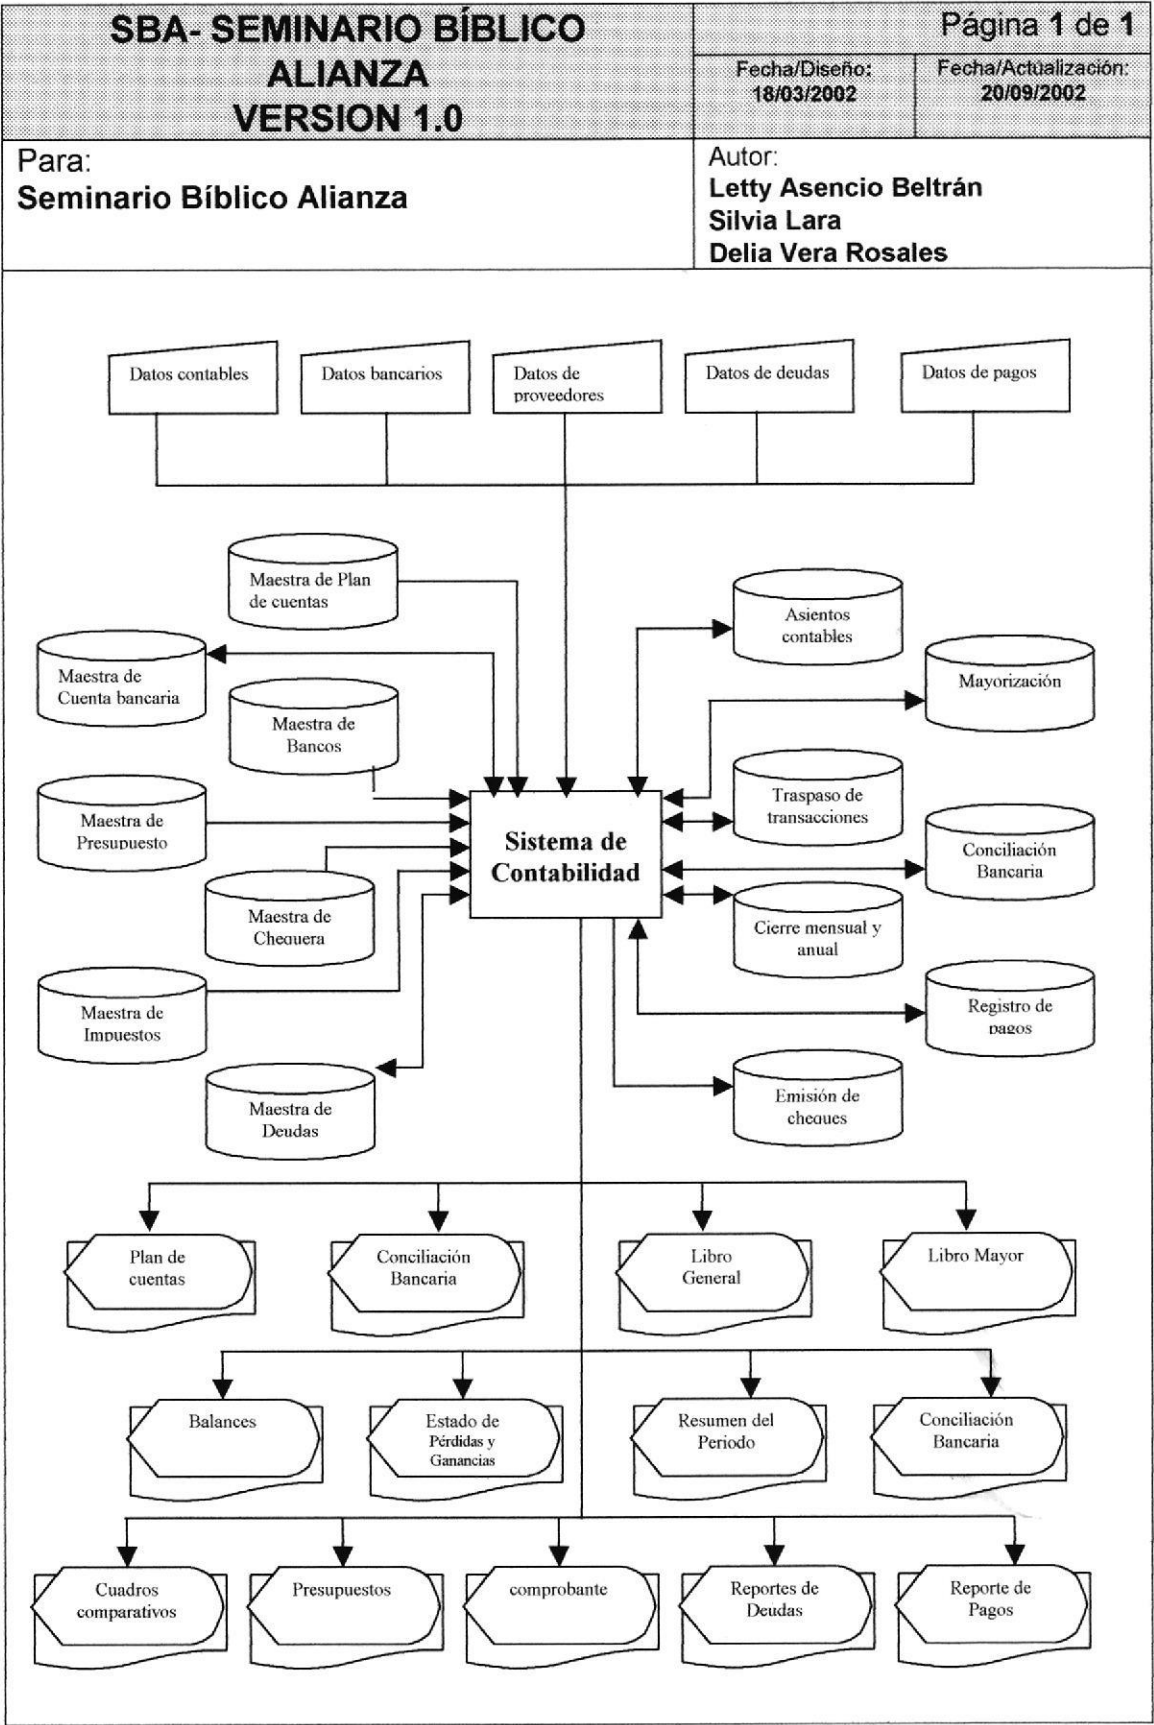 SBA- SEMINARIO BÍBLICO
ALIANZA
VERSION 1.0
Página 1 de 1
Fecha/Diseño:
18/03/2002
Fecha/Actualización:
20/09/2002
Para:
Seminario Bíblico Alianza
Autor:
Letty Asencio Beltrán
Silvia Lara
Delia Vera Rosales
Datos contables
Datos bancarios
Datos de
proveedores
Datos de deudas
Datos de pagos
Maestra de Plan
de cuentas
Maestra de
Cuenta bancaria
Maestra de
Bancos
Maestra de
Presupuesto
Maestra de
Chequera
Maestra de
Impuestos
Maestra de
Deudas
Sistema de
Contabilidad
Asientos
contables
Mayorización
Traspaso de
transacciones
Conciliación
Bancaria
Cierre mensual y
anual
Registro de
pagos
Emisión de
cheques
Plan de
cuentas
Conciliación
Bancaria
Libro
General
Libro Mayor
Balances
Estado de
Pérdidas y
Ganancias
Resumen del
Periodo
Conciliación
Bancaria
Cuadros
comparativos
Presupuestos
comprobante
Reportes de
Deudas
Reporte de
Pagos